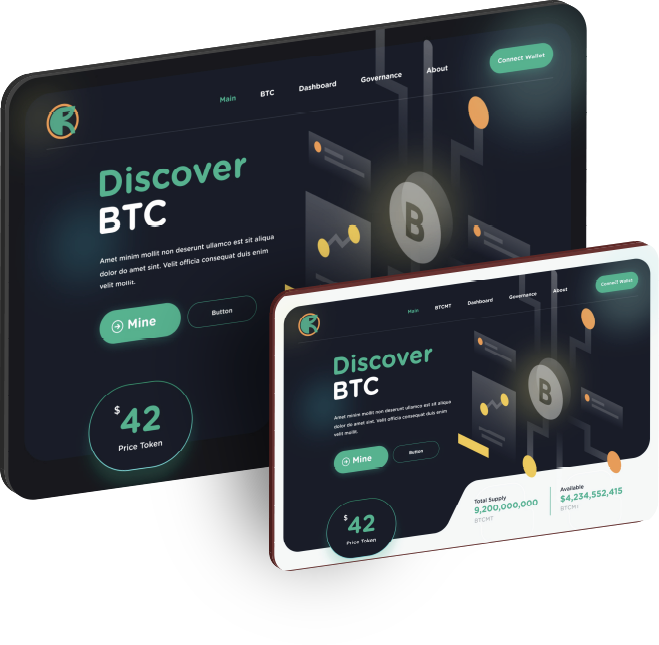 Main
BTC
Dashboard
Governance
About
Connect Wallet
Discover
BTC
Amet minim mollit non deserunt ullamco est sit aliqua
dolor do amet sint. Velit officia consequat duis enim
velit mollit.
Mine
Button
$
42
Price Token
B
Main
BTCMT
Dashboard
Governance
About
Connect Wallet
Discover
BTC
Amet minim mollit non deserunt ullamco est sit aliqua
dolor do amet sint. Velit officia consequat duis enim
velit mollit.
Mine
Button
$
42
Price Token
B
Total Supply
9,200,000,000
BTCMT
Available
$4,234,552,415